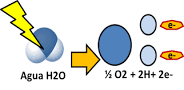 e-
e-
Agua H2O
½ O2 + 2H+ 2e-